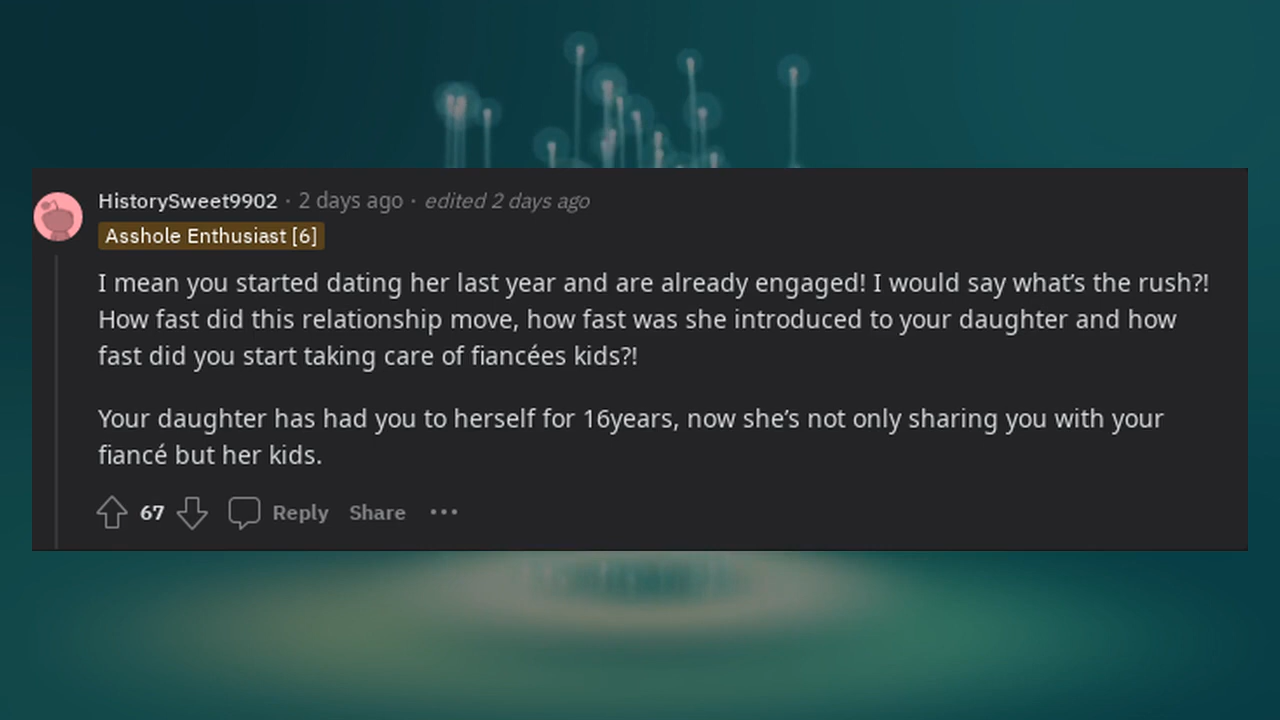 HistorySweet9902 · 2 days ago · edited 2 days ago
Asshole Enthusiast [6]
I mean you started dating her last year and are already engaged! I would say what’s the rush?!
How fast did this relationship move, how fast was she introduced to your daughter and how
fast did you start taking care of fiancées kids?!
Your daughter has had you to herself for 16years, now she’s not only sharing you with your
fiancé but her kids.
67 Reply Share ···